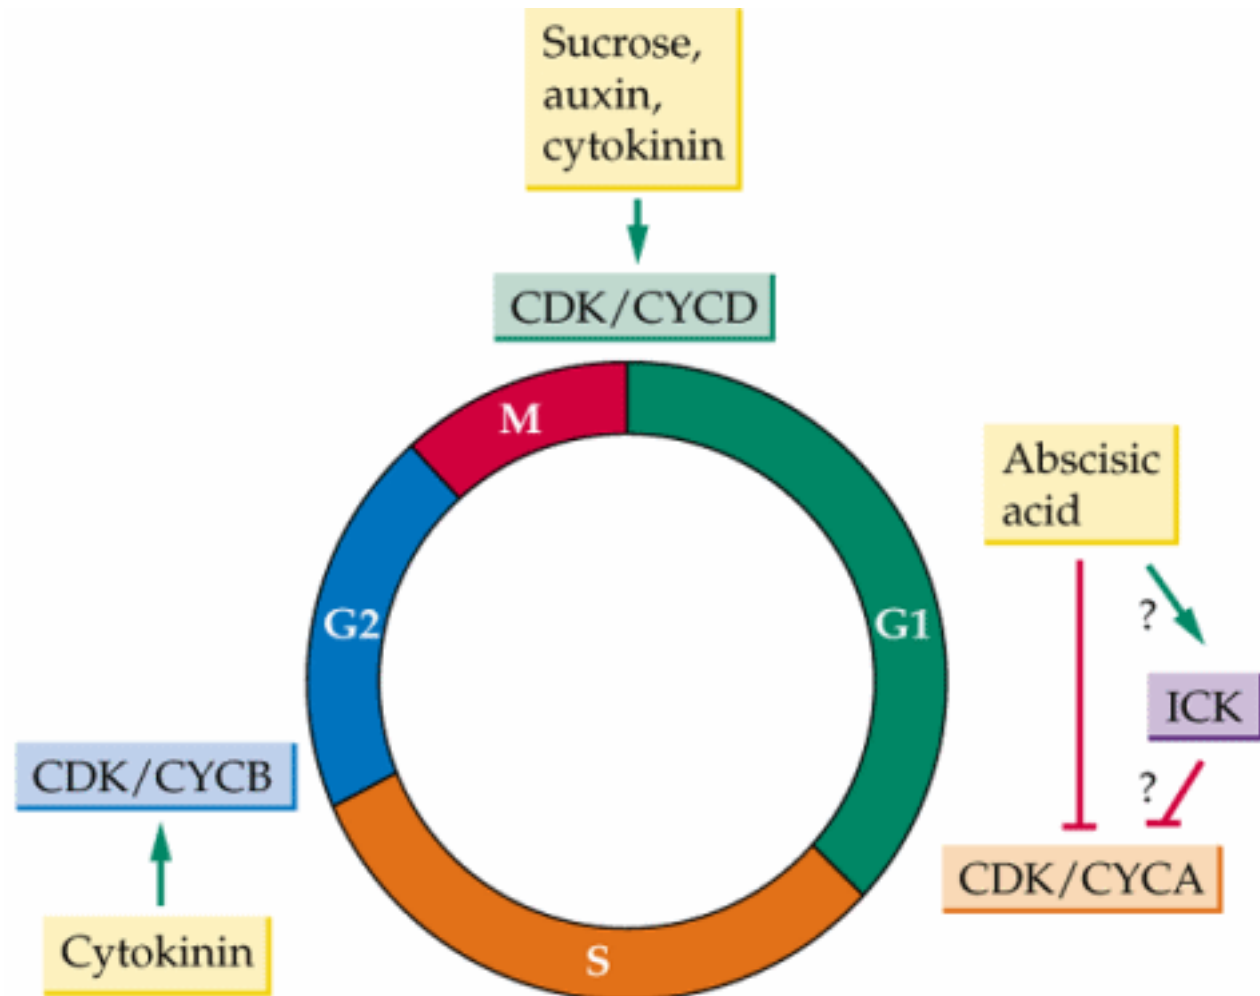 Sucrose,
auxin,
cytokinin
CDK/CYCD
M
Abscisic
acid
G2
G1
?
ICK
CDK/CYCB
?
CDK/CYCA
Cytokinin
S